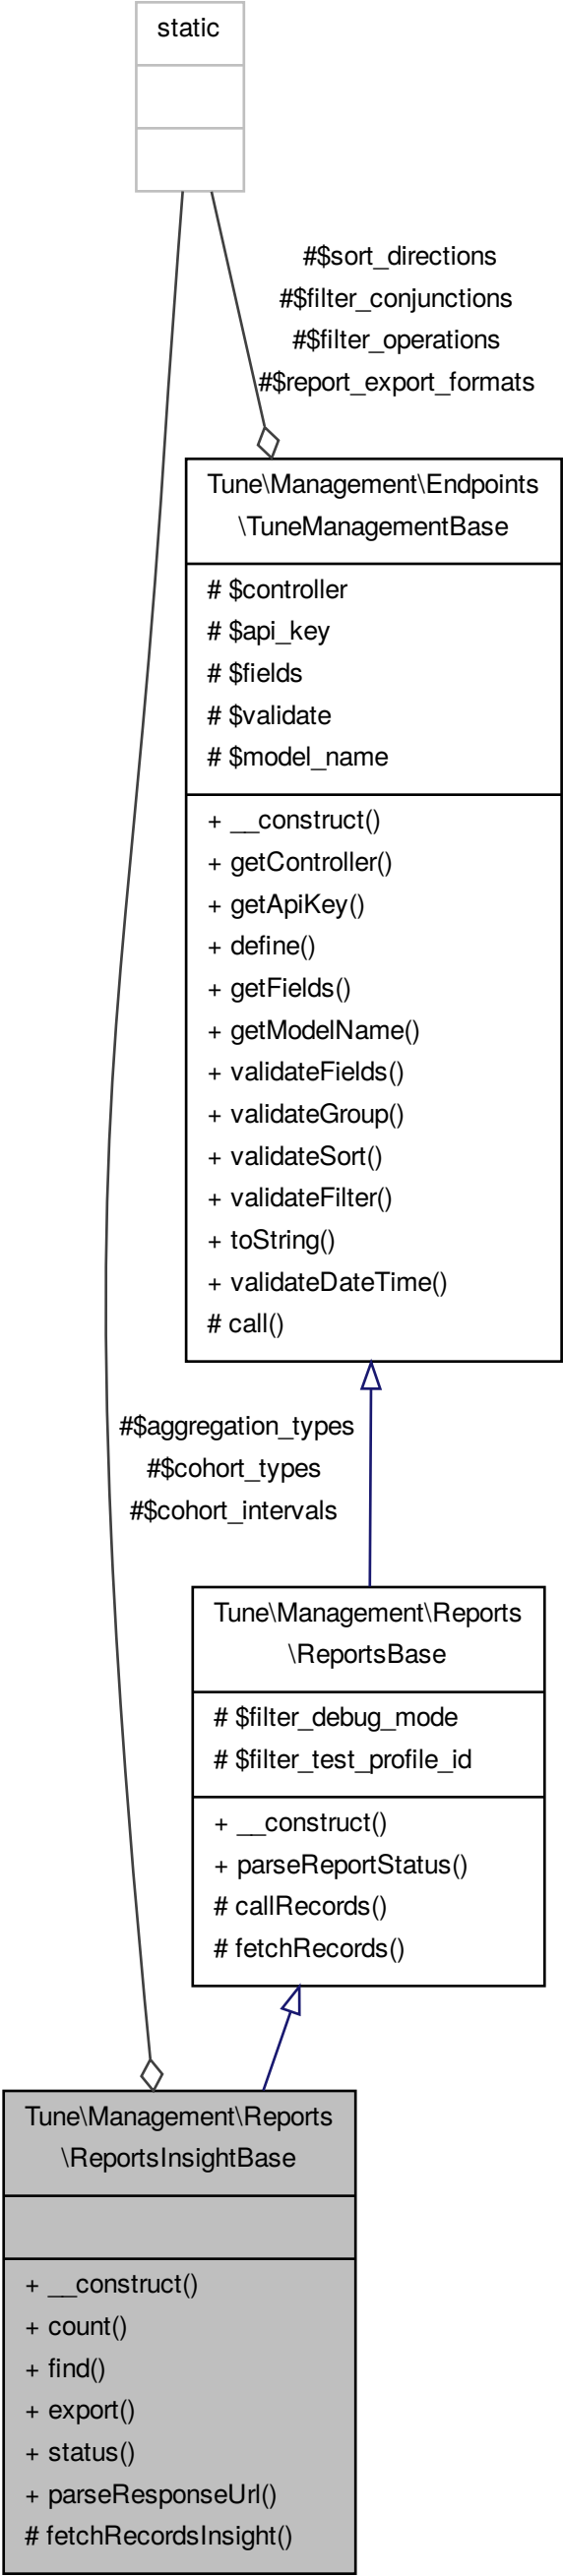 static
#$sort_directions
#$filter_conjunctions
#$filter_operations
#$report_export_formats
Tune\Management\Endpoints
\TuneManagementBase
# $controller
# $api_key
# $fields
# $validate
# $model_name
+ __construct()
+ getController()
+ getApiKey()
+ define()
+ getFields()
+ getModelName()
+ validateFields()
+ validateGroup()
+ validateSort()
+ validateFilter()
+ toString()
+ validateDateTime()
# call()
#$aggregation_types
#$cohort_types
#$cohort_intervals
Tune\Management\Reports
\ReportsBase
# $filter_debug_mode
# $filter_test_profile_id
+ __construct()
+ parseReportStatus()
# callRecords()
# fetchRecords()
Tune\Management\Reports
\ReportsInsightBase
+ __construct()
+ count()
+ find()
+ export()
+ status()
+ parseResponseUrl()
# fetchRecordsInsight()